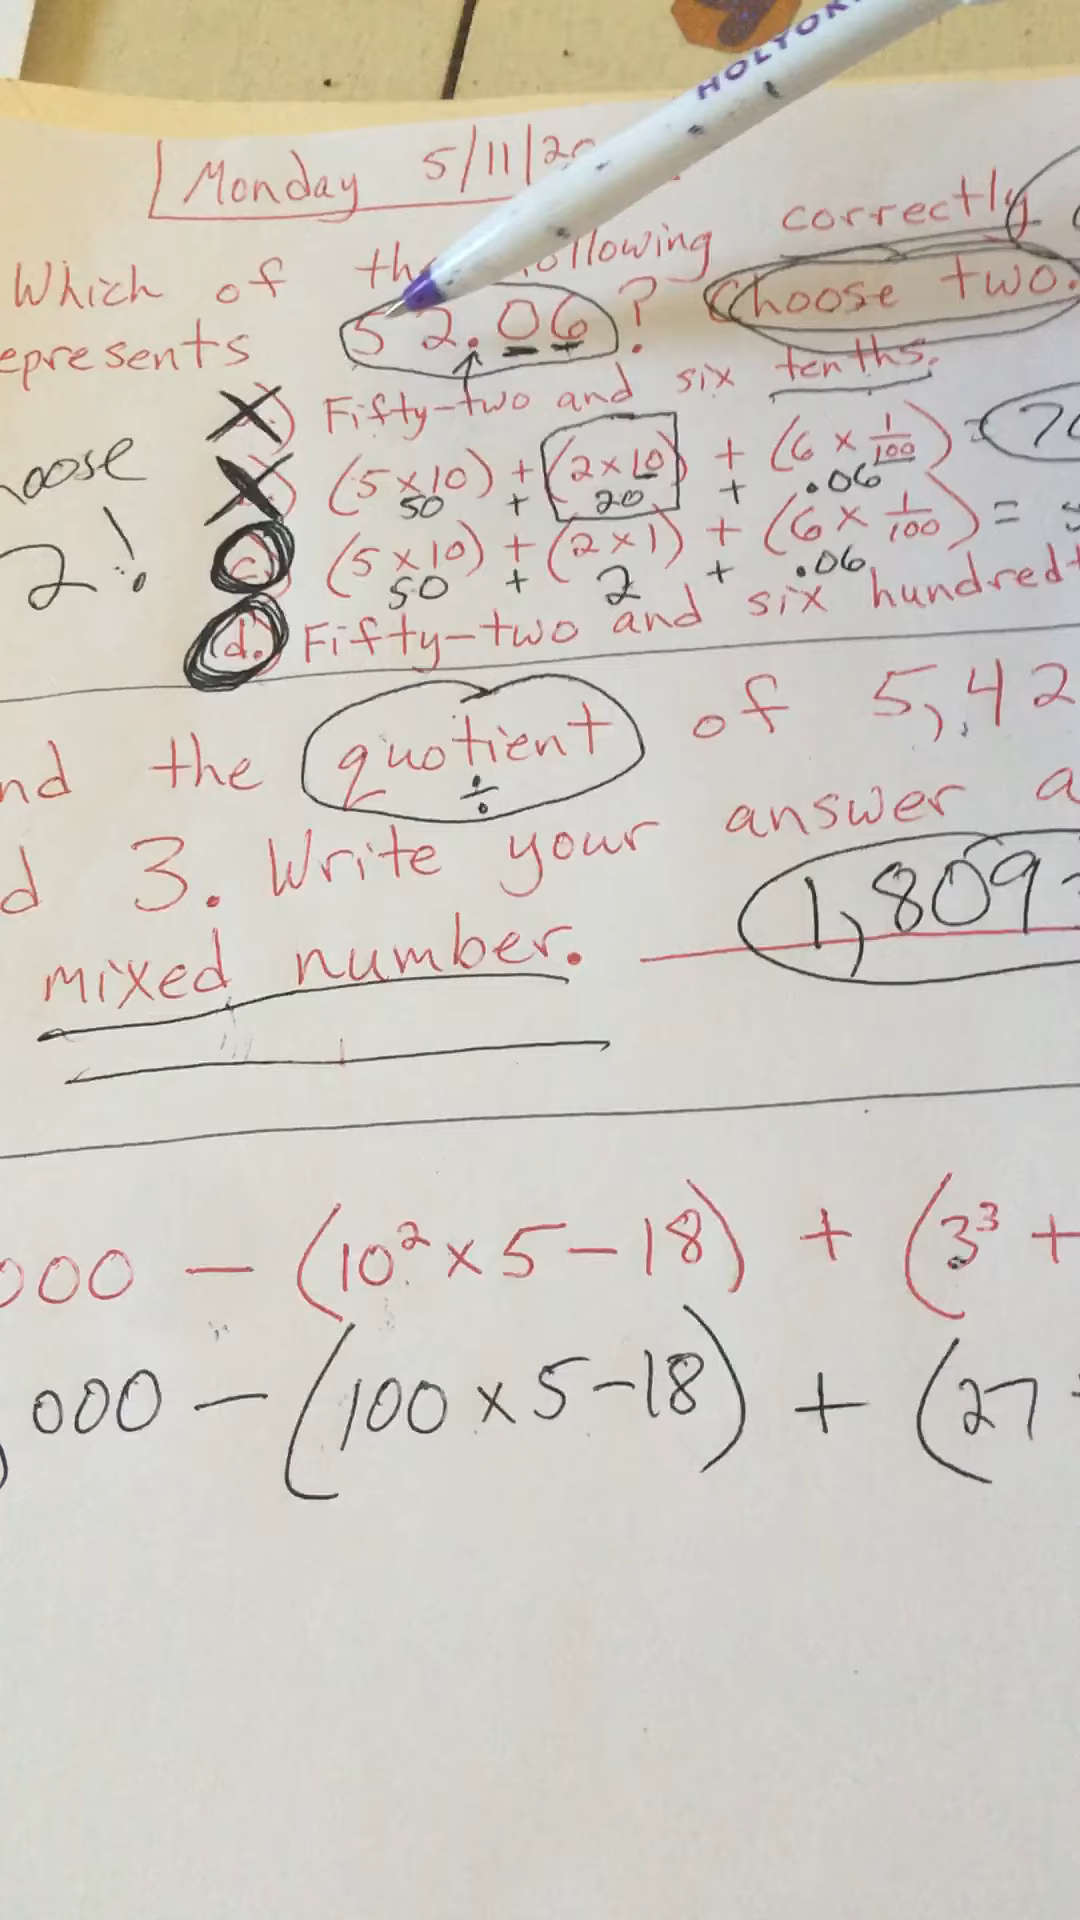 HOLYOK
Monday 5/11/20
Which of the following correctly
epresents 52.06? Choose two.
Fifty-two and six tenths.
(5 x 10) + (2 x 10) + (6 x 1/100) =
50 + 20 + .06
oose
2!
c.) (5 x 10) + (2 x 1) + (6 x 1/100) =
50 + 2 + .06
d. Fifty-two and six hundredt
nd the quotient of 5,42
÷
d 3. Write your answer a
1,809
mixed number.
000 — (10² x 5 — 18) + (3³ +
000 — (100 x 5 — 18) + (27